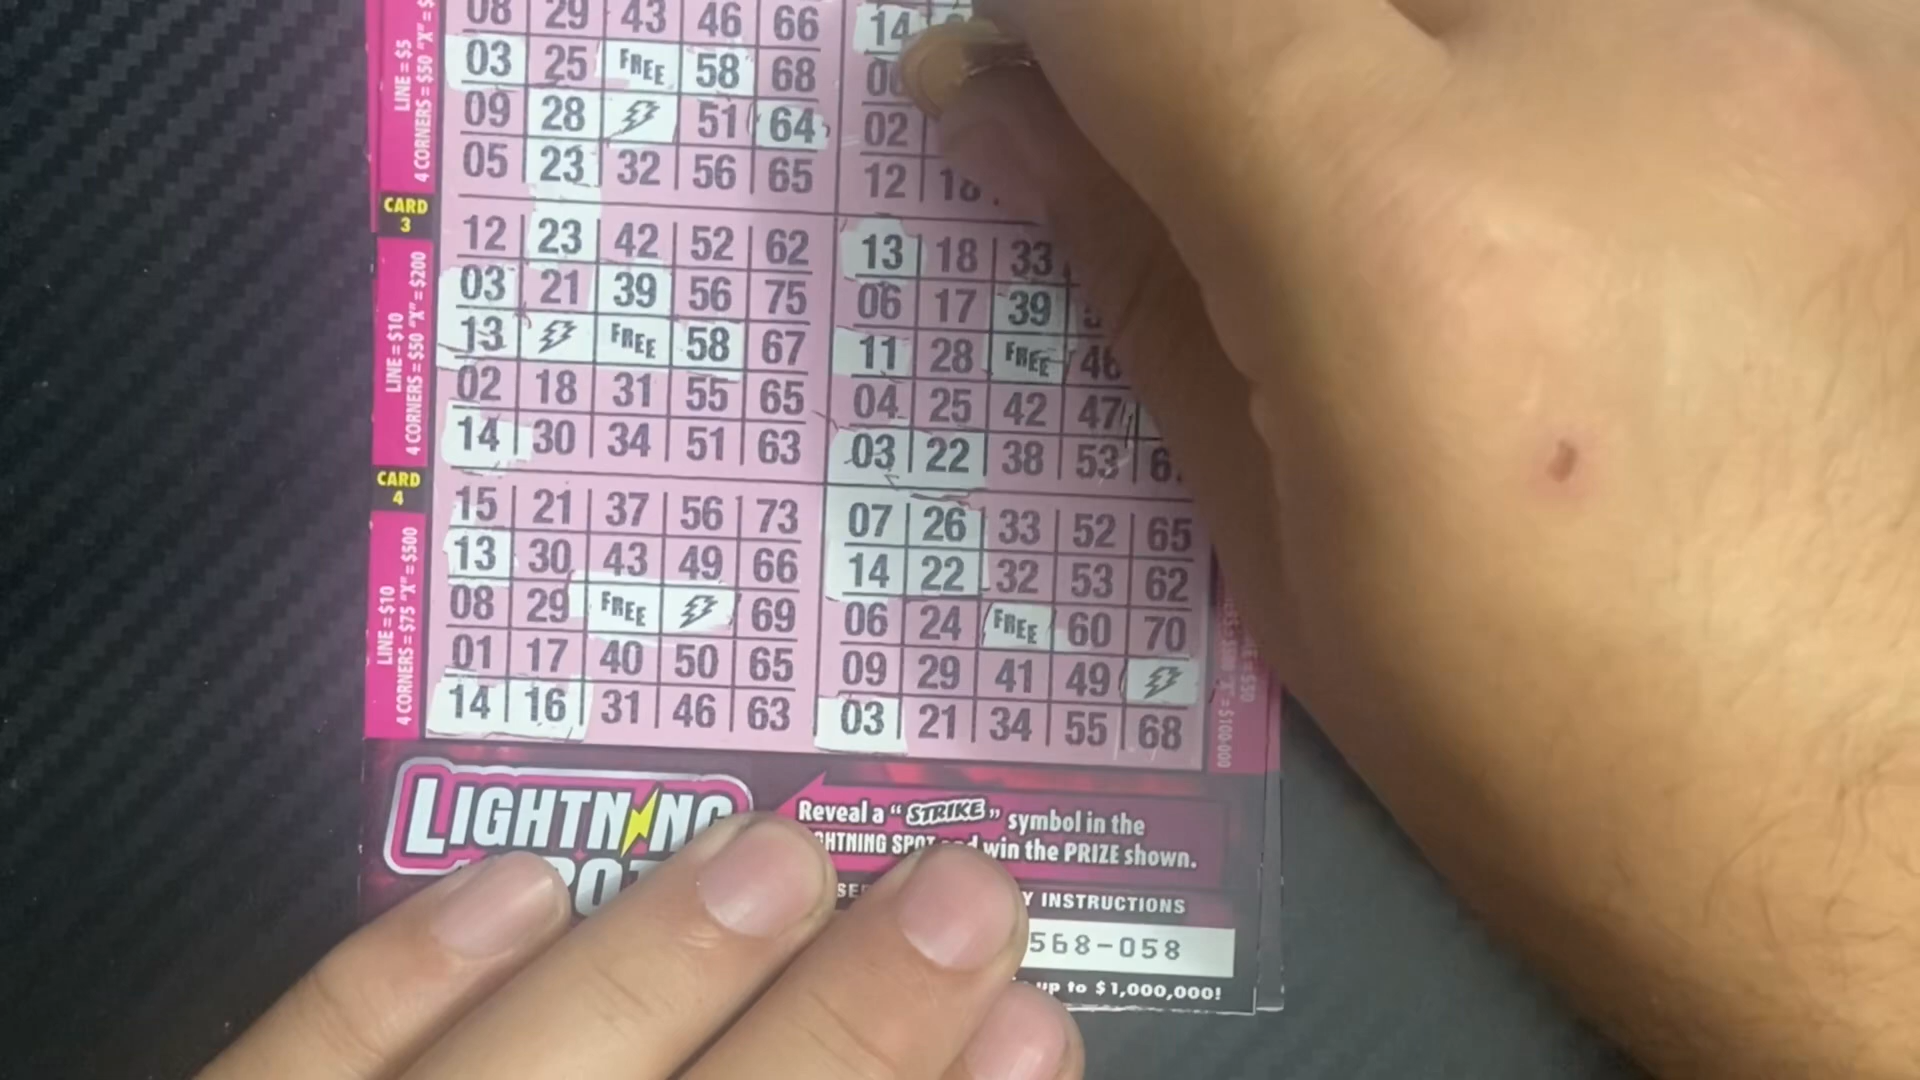 LINE = $5
4 CORNERS = $50 "X" = $
08 29 43 46 66
03 25 FREE 58 68
09 28 51 64
05 23 32 56 65
14
02
12
CARD
3
LINE = $10
4 CORNERS = $50 "X" = $200
12 23 42 52 62
03 21 39 56 75
13 FREE 58 67
02 18 31 55 65
14 30 34 51 63
13 18 33
06 17 39
11 28 FREE
04 25 42 47
03 22 38 53
CARD
4
LINE = $10
4 CORNERS = $75 "X" = $500
15 21 37 56 73
13 30 43 49 66
08 29 FREE 69
01 17 40 50 65
14 16 31 46 63
07 26 33 52 65
14 22 32 53 62
06 24 FREE 60 70
09 29 41 49
03 21 34 55 68
LIGHTNING
Reveal a "STRIKE" symbol in the
win the PRIZE shown.
INSTRUCTIONS
568-058
up to $1,000,000!